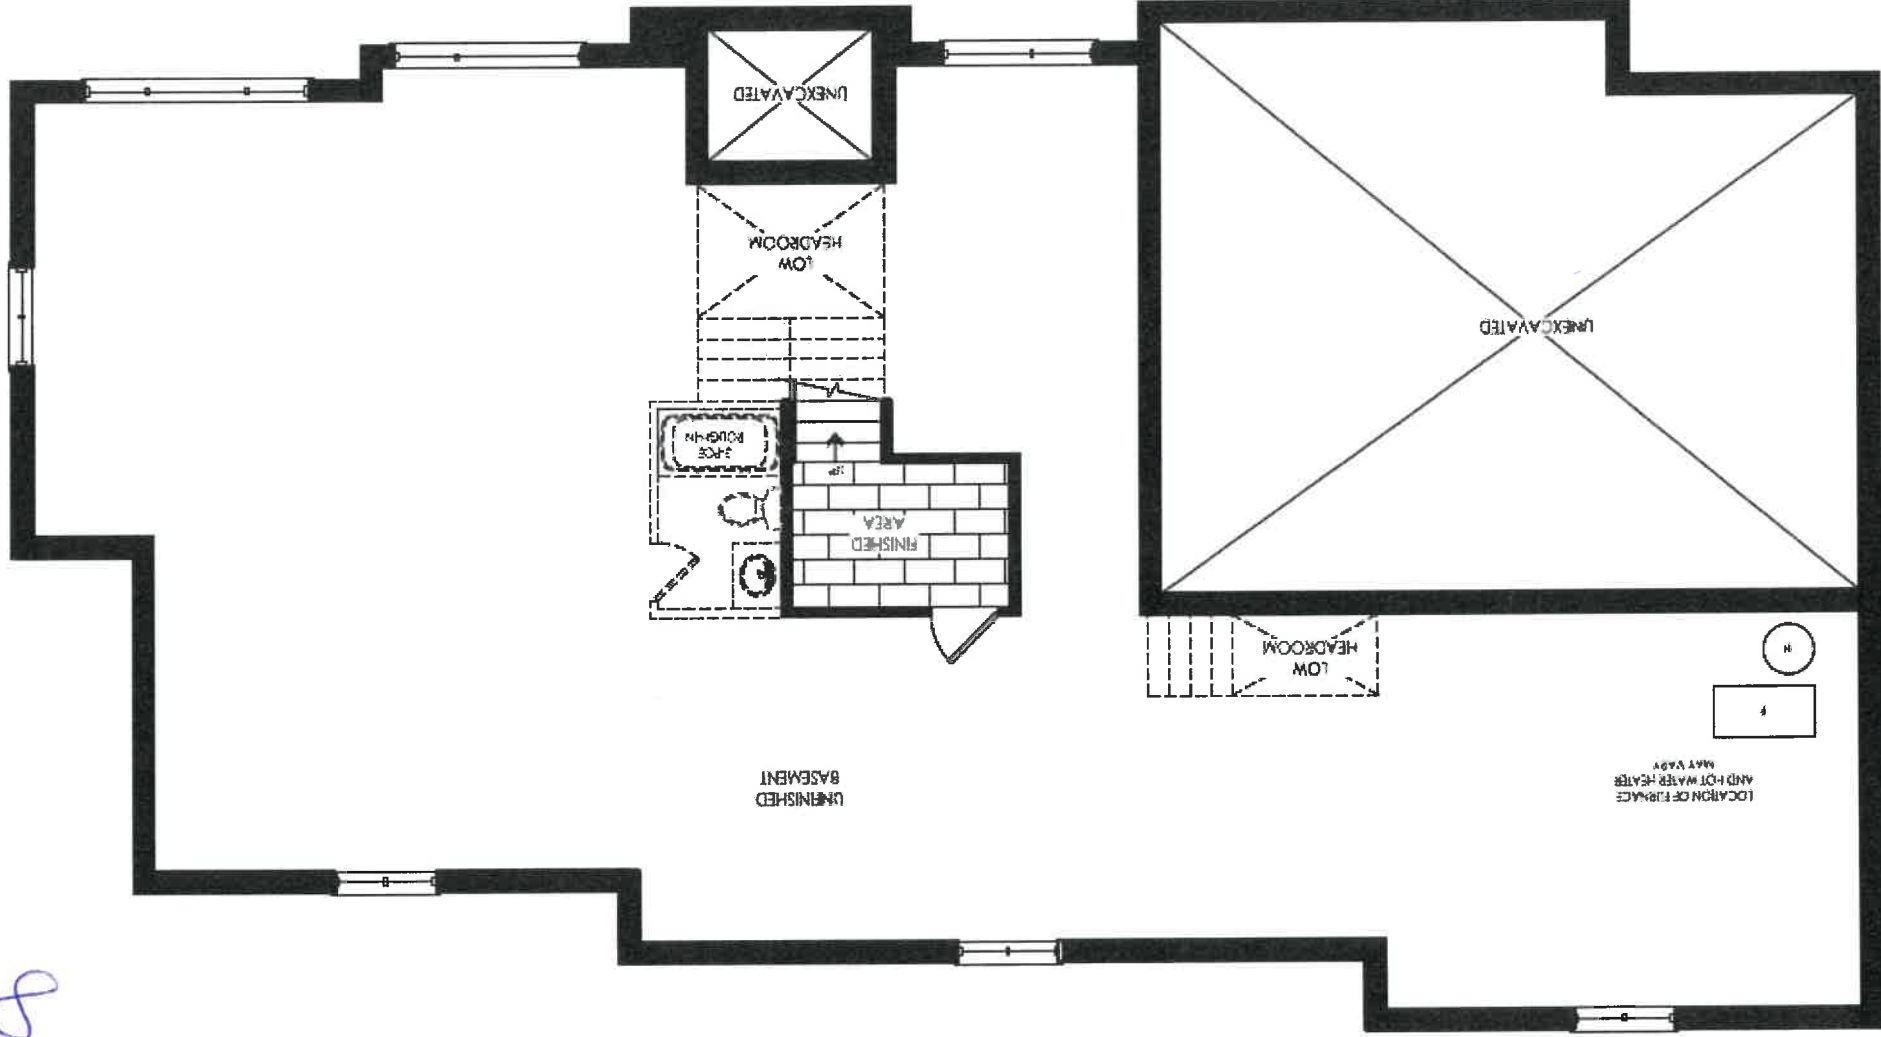 LOCATION OF FURNACE
AND HOT WATER HEATER
MAY VARY
UNFINISHED
BASEMENT
F
H
LOW
HEADROOM
FINISHED
AREA
UP
3-PCE
ROUGH-IN
UNEXCAVATED
LOW
HEADROOM
UNEXCAVATED